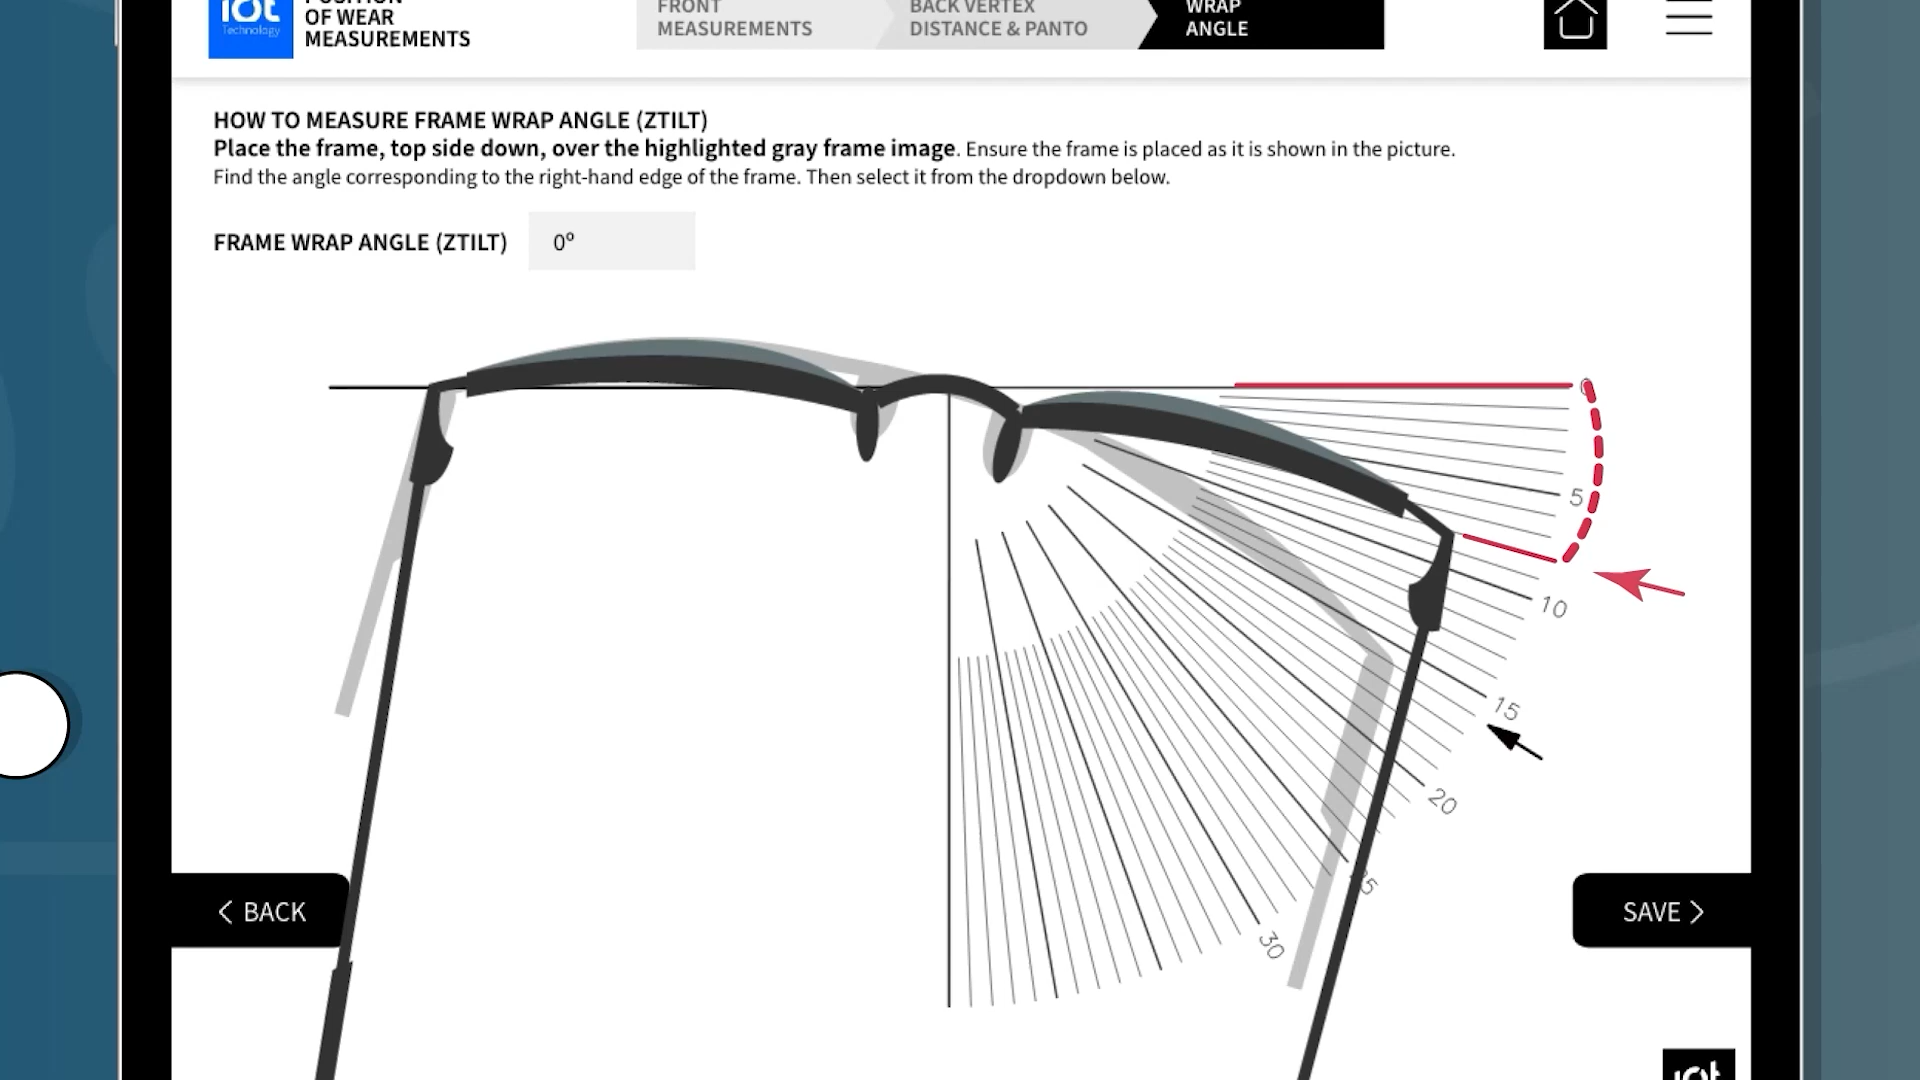 iot
Technology
POSITION
OF WEAR
MEASUREMENTS
FRONT
MEASUREMENTS
BACK VERTEX
DISTANCE & PANTO
WRAP
ANGLE
HOW TO MEASURE FRAME WRAP ANGLE (ZTILT)
Place the frame, top side down, over the highlighted gray frame image. Ensure the frame is placed as it is shown in the picture.
Find the angle corresponding to the right-hand edge of the frame. Then select it from the dropdown below.
FRAME WRAP ANGLE (ZTILT) 0º
0
5
10
15
20
25
30
< BACK
SAVE >
iot